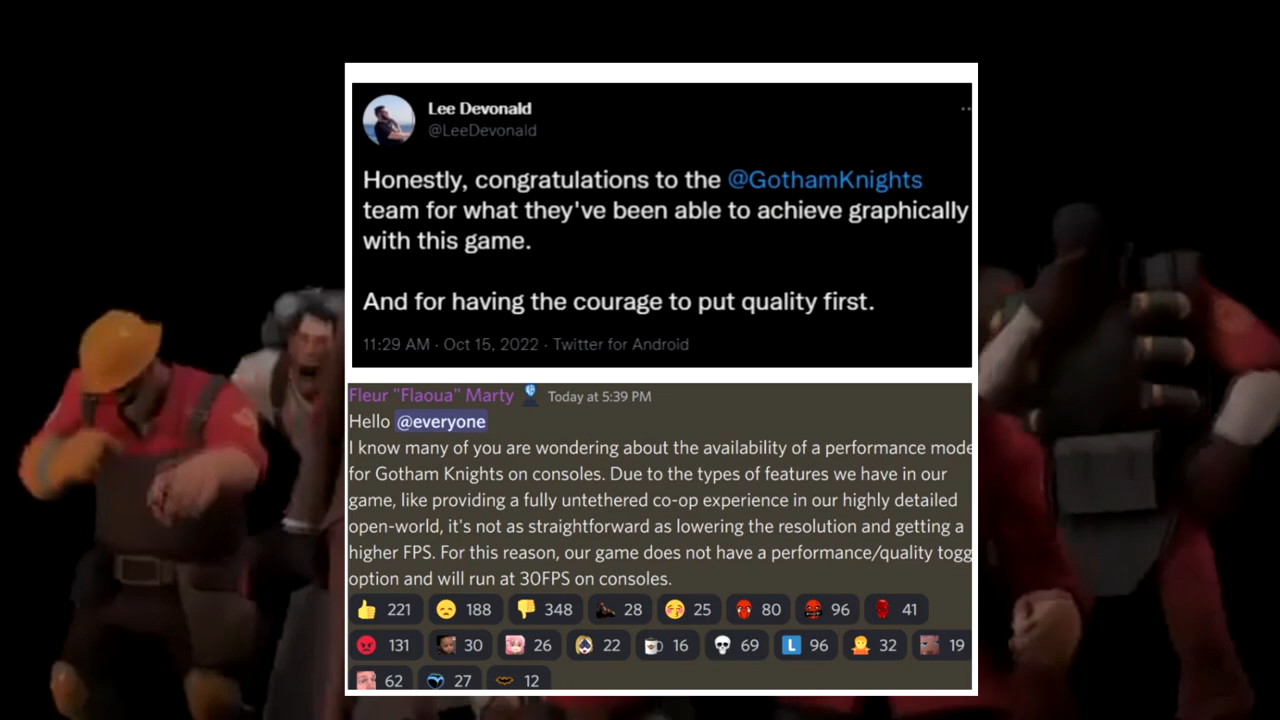 Lee Devonald
@LeeDevonald
Honestly, congratulations to the @GothamKnights
team for what they've been able to achieve graphically
with this game.
And for having the courage to put quality first.
11:29 AM · Oct 15, 2022 · Twitter for Android
Fleur "Flaoua" Marty Today at 5:39 PM
Hello @everyone
I know many of you are wondering about the availability of a performance mode
for Gotham Knights on consoles. Due to the types of features we have in our
game, like providing a fully untethered co-op experience in our highly detailed
open-world, it's not as straightforward as lowering the resolution and getting a
higher FPS. For this reason, our game does not have a performance/quality togg
option and will run at 30FPS on consoles.
221 188 348 28 25 80 96 41
131 30 26 22 16 69 L 96 32 19
62 27 12